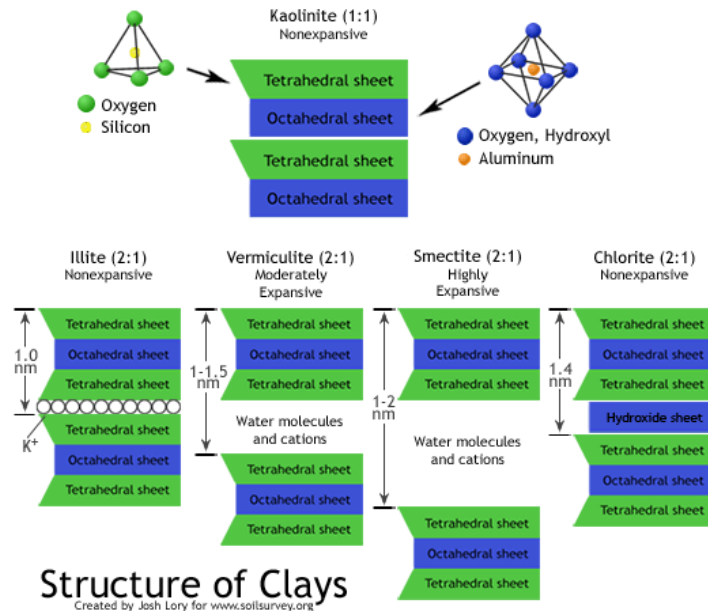 Kaolinite (1:1)
Nonexpansive
Oxygen
Silicon
Tetrahedral sheet
Octahedral sheet
Tetrahedral sheet
Octahedral sheet
Oxygen, Hydroxyl
Aluminum
Illite (2:1)
Nonexpansive
1.0
nm
Tetrahedral sheet
Octahedral sheet
Tetrahedral sheet
K+
Tetrahedral sheet
Octahedral sheet
Tetrahedral sheet
Vermiculite (2:1)
Moderately
Expansive
1-1.5
nm
Tetrahedral sheet
Octahedral sheet
Tetrahedral sheet
Water molecules
and cations
Tetrahedral sheet
Octahedral sheet
Tetrahedral sheet
Smectite (2:1)
Highly
Expansive
1-2
nm
Tetrahedral sheet
Octahedral sheet
Tetrahedral sheet
Water molecules
and cations
Tetrahedral sheet
Octahedral sheet
Tetrahedral sheet
Chlorite (2:1)
Nonexpansive
1.4
nm
Tetrahedral sheet
Octahedral sheet
Tetrahedral sheet
Hydroxide sheet
Tetrahedral sheet
Octahedral sheet
Tetrahedral sheet
Structure of Clays
Created by Josh Lory for www.soilsurvey.org